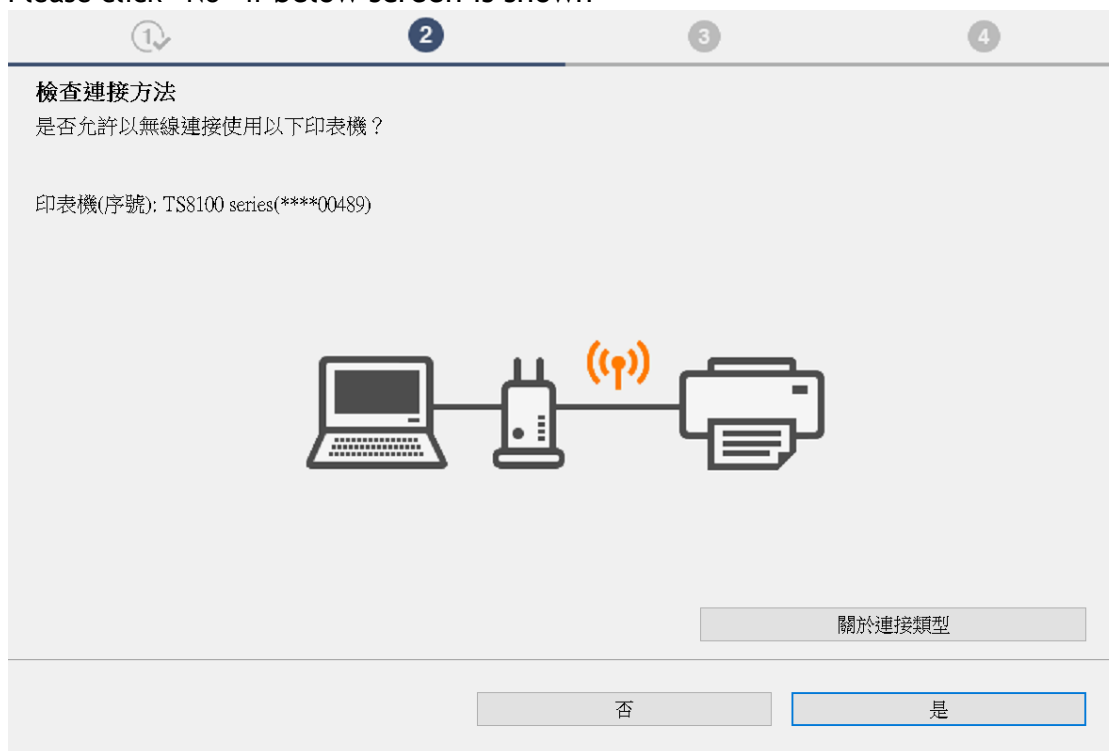 Please click "No" if below screen is shown
1 2 3 4
檢查連接方法
是否允許以無線連接使用以下印表機？
印表機(序號): TS8100 series(****00489)
關於連接類型
否 是